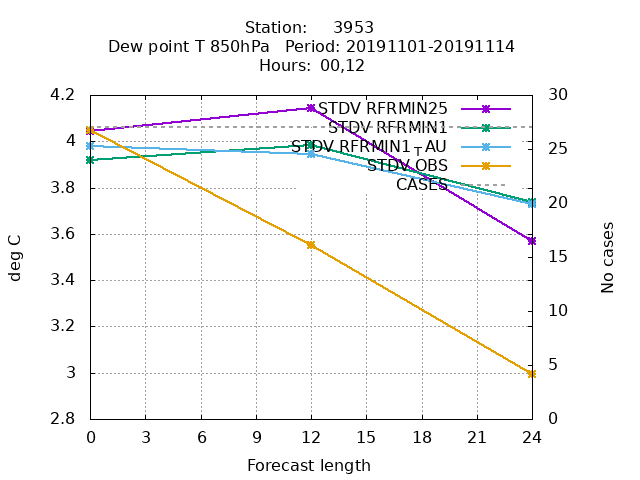 Station:     3953
Dew point T 850hPa   Period: 20191101-20191114
Hours: 00,12
4.2
4
3.8
3.6
3.4
3.2
3
2.8
30
25
20
15
10
5
0
deg C
No cases
STDV RFRMIN25
STDV RFRMIN1
STDV RFRMIN1_TAU
STDV OBS
CASES
0 3 6 9 12 15 18 21 24
Forecast length